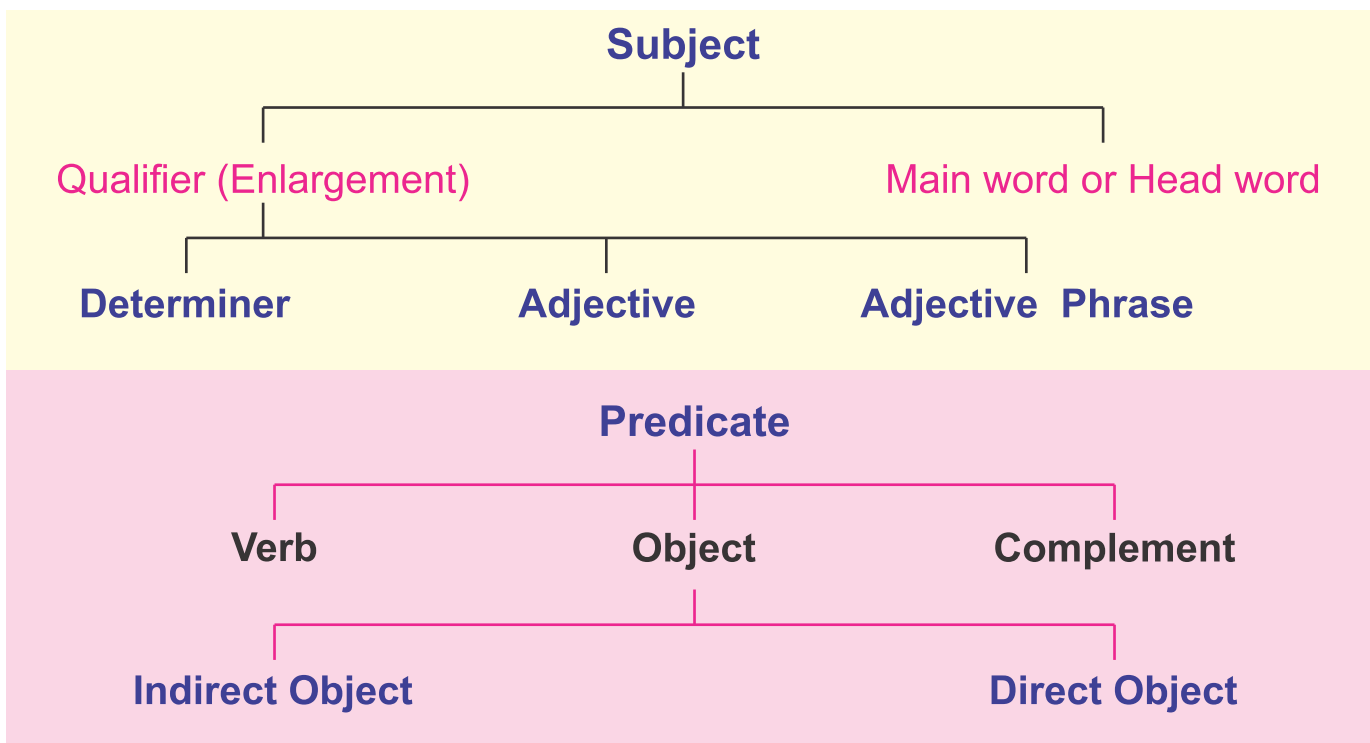 Subject
Qualifier (Enlargement) Main word or Head word
Determiner Adjective Adjective Phrase
Predicate
Verb Object Complement
Indirect Object Direct Object